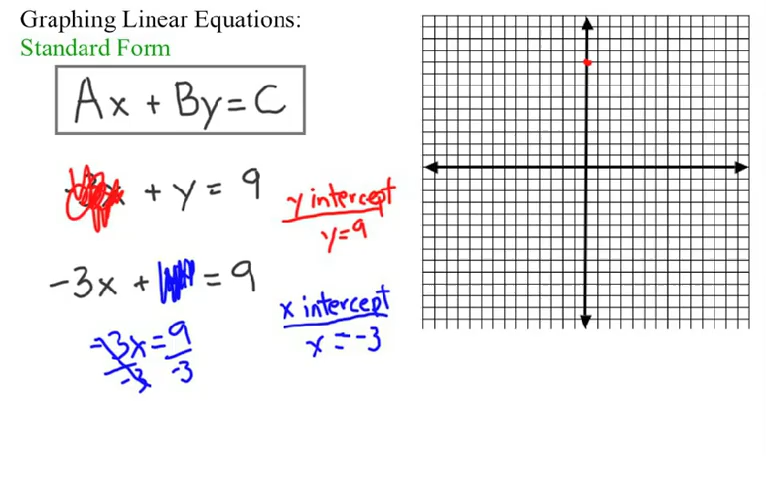 Graphing Linear Equations:
Standard Form
Ax + By = C
+ y = 9
y intercept
y = 9
-3x + = 9
x intercept
x = -3
-3x = 9
-3 -3